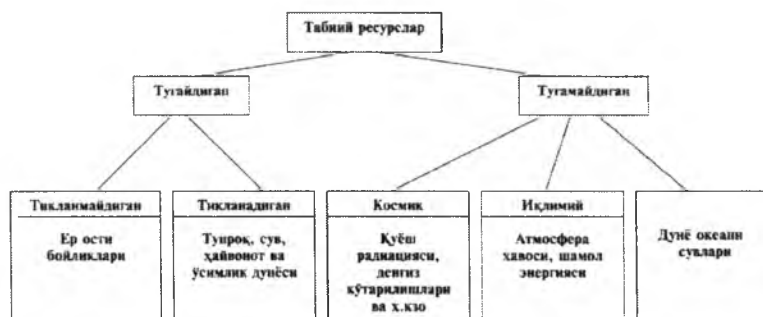 Табиий ресурслар
Тугайдиган
Тугамайдиган
Тикланмайдиган
Ер ости
бойликлари
Тикланадиган
Тупроқ, сув,
ҳайвонот ва
ўсимлик дунёси
Космик
Қуёш
радиацияси,
денгиз
кўтарилишлари
ва х.кзо
Иқлимий
Атмосфера
ҳавоси, шамол
энергияси
Дунё океани
сувлари